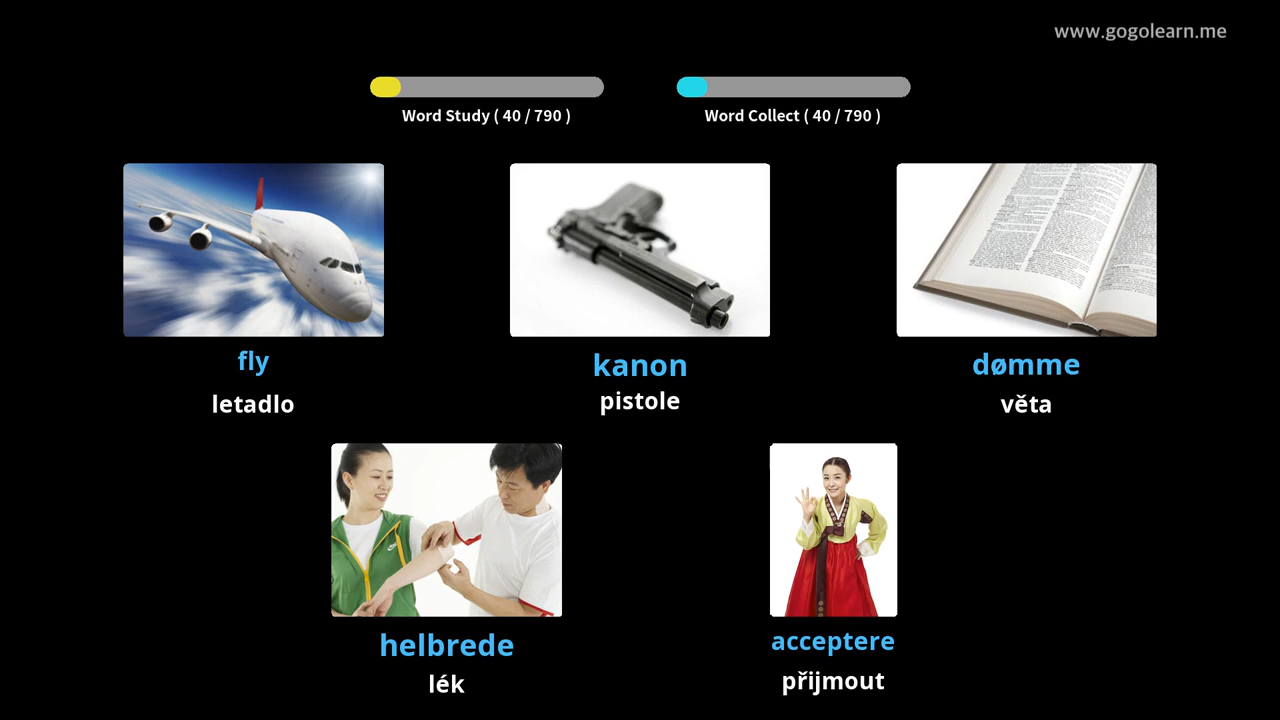 www.gogolearn.me
Word Study ( 40 / 790 )
Word Collect ( 40 / 790 )
fly
letadlo
kanon
pistole
dømme
věta
helbrede
lék
acceptere
přijmout